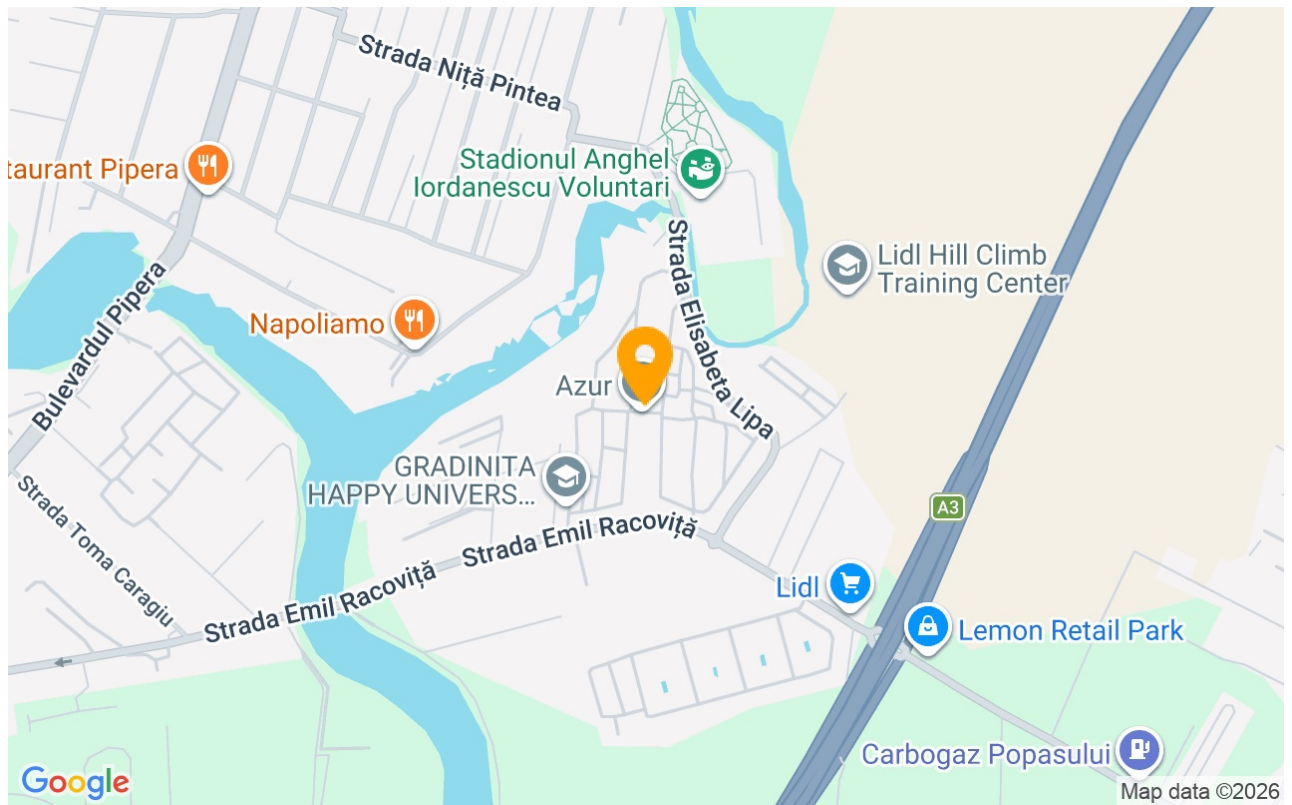 Strada Niță Pintea
taurant Pipera
Stadionul Anghel
Iordanescu Voluntari
Strada Elisabeta Lipa
Lidl Hill Climb
Training Center
Bulevardul Pipera
Napoliamo
Azur
GRADINITA
HAPPY UNIVERS...
A3
Strada Toma Caragiu
Strada Emil Racoviță
Strada Emil Racoviță
Lidl
Lemon Retail Park
Carbogaz Popasului
Google
Map data ©2026